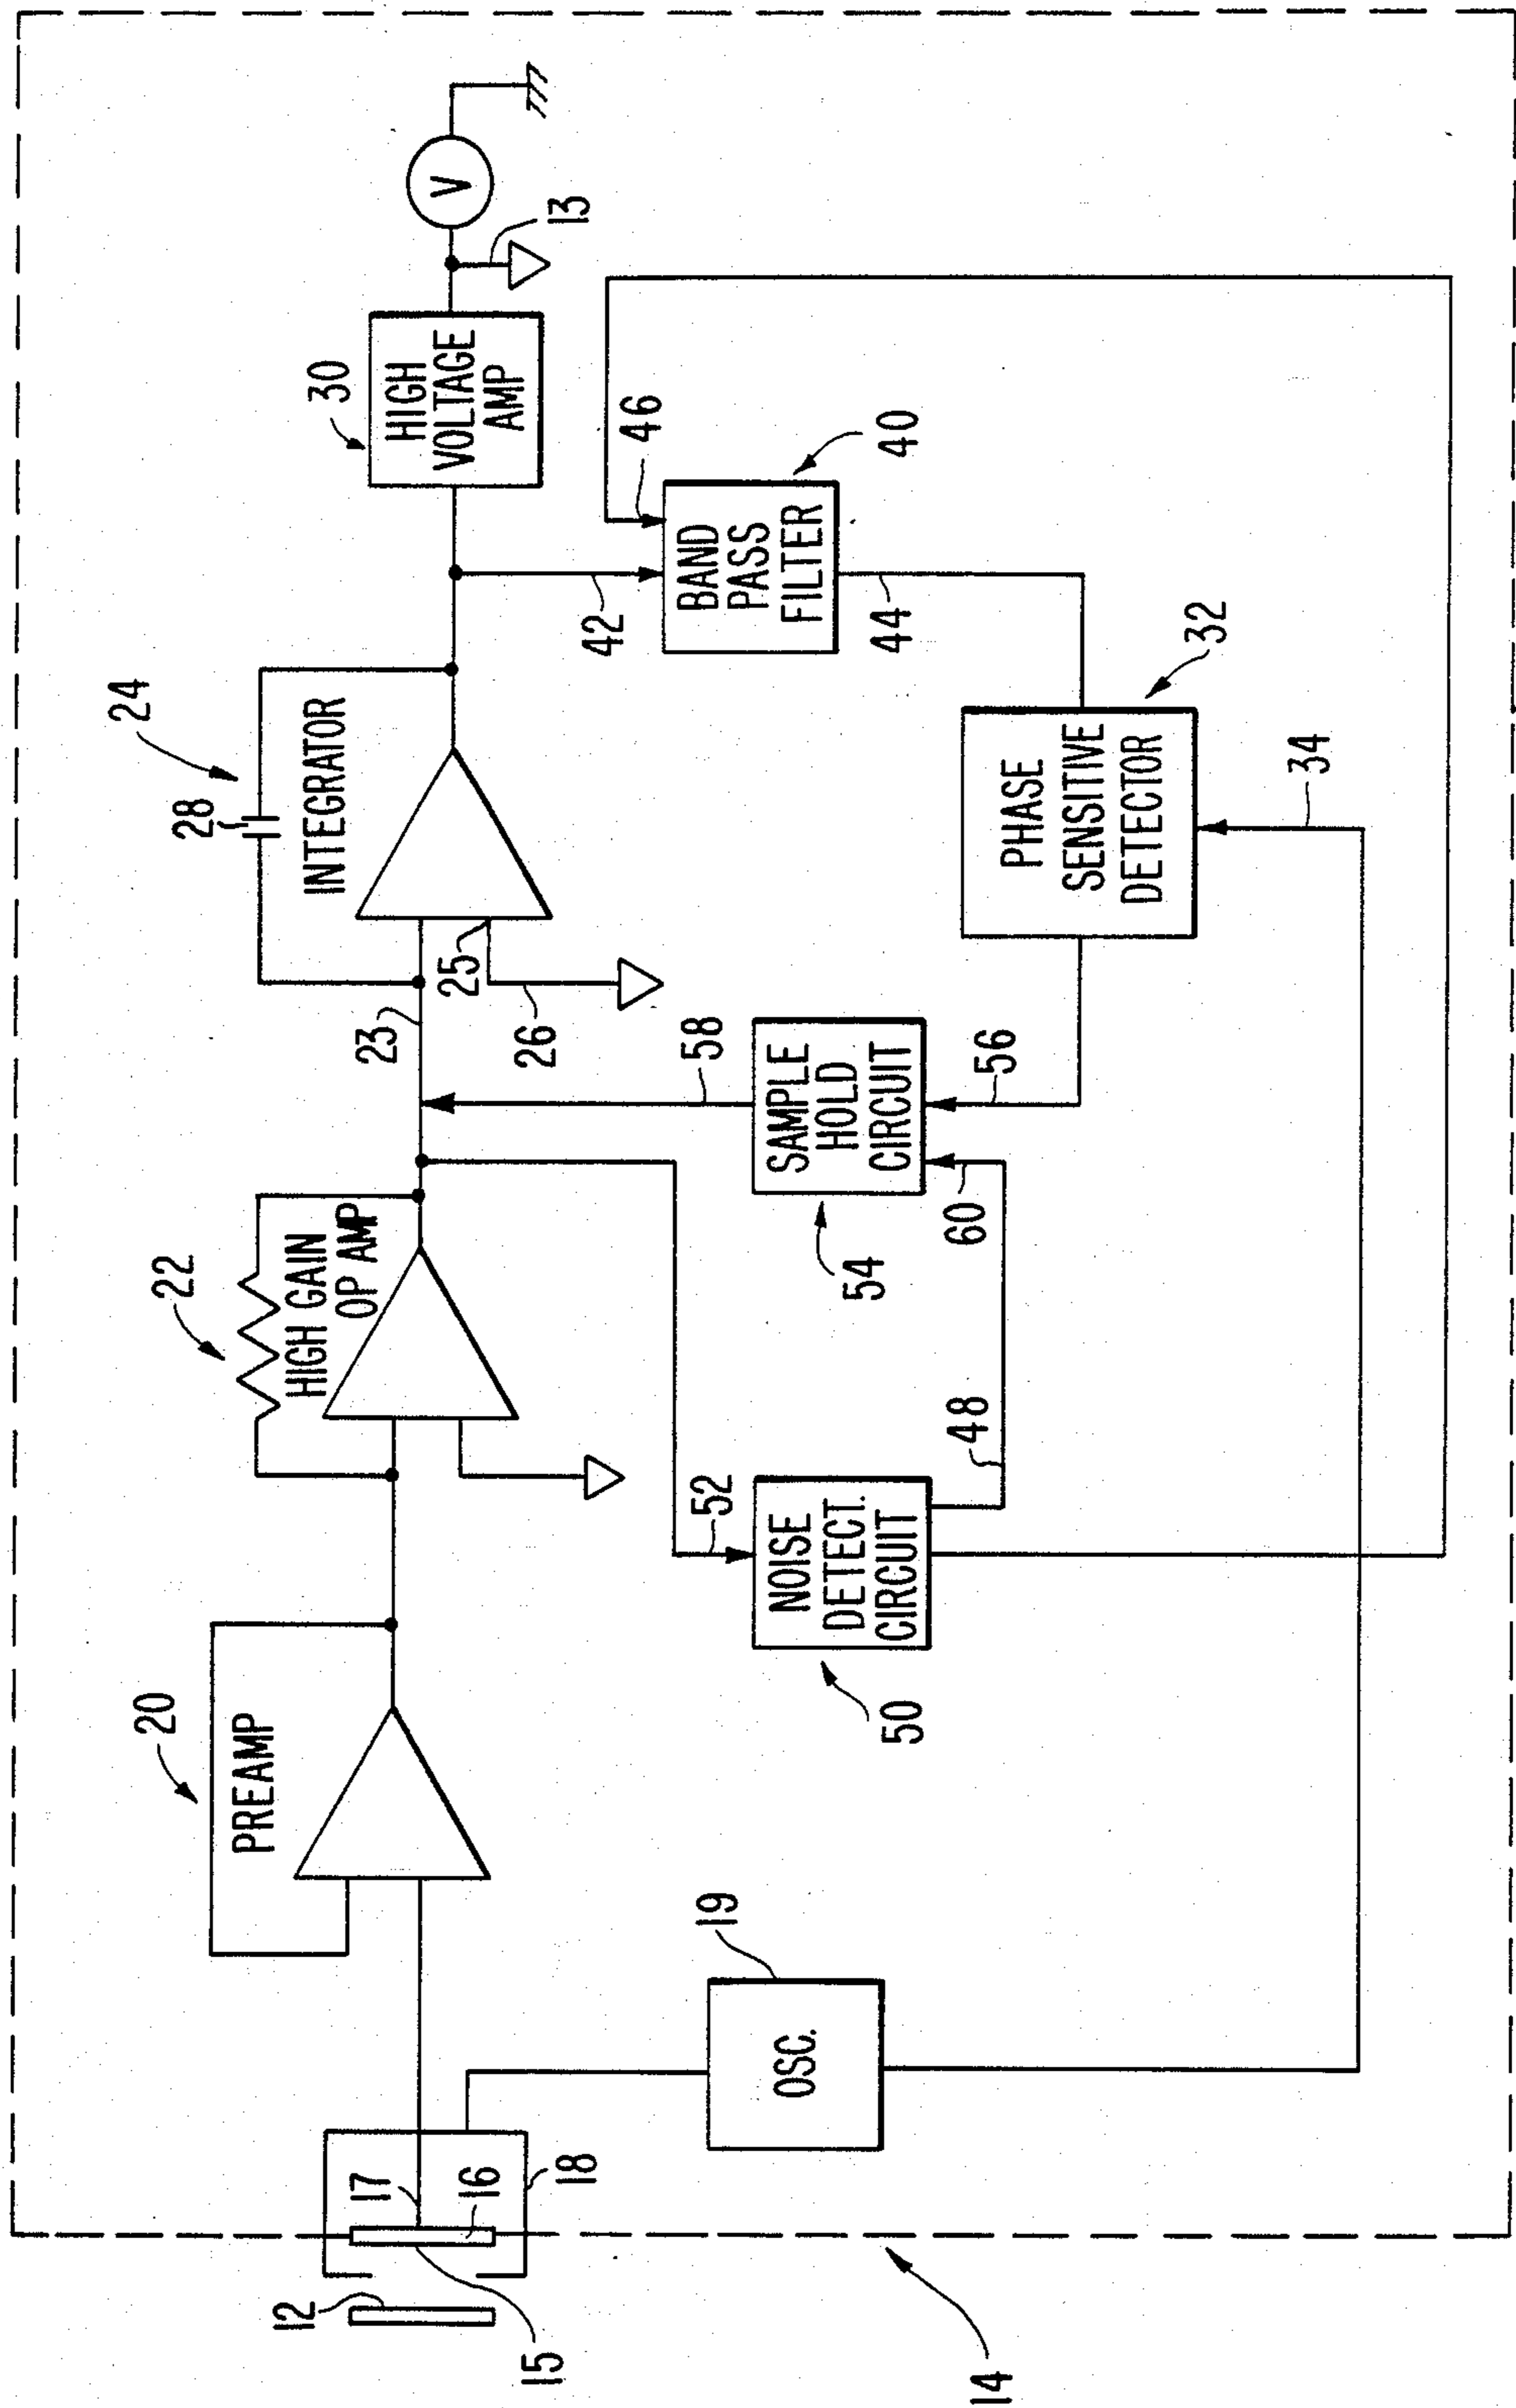 12
15
14
17
16
18
OSC.
19
20
PREAMP
22
HIGH GAIN
OP AMP
52
NOISE
DETECT.
CIRCUIT
50
48
60
54
SAMPLE
HOLD
CIRCUIT
58
56
23
25
26
24
28
INTEGRATOR
PHASE
SENSITIVE
DETECTOR
32
34
42
44
46
BAND
PASS
FILTER
40
30
HIGH
VOLTAGE
AMP
13
V